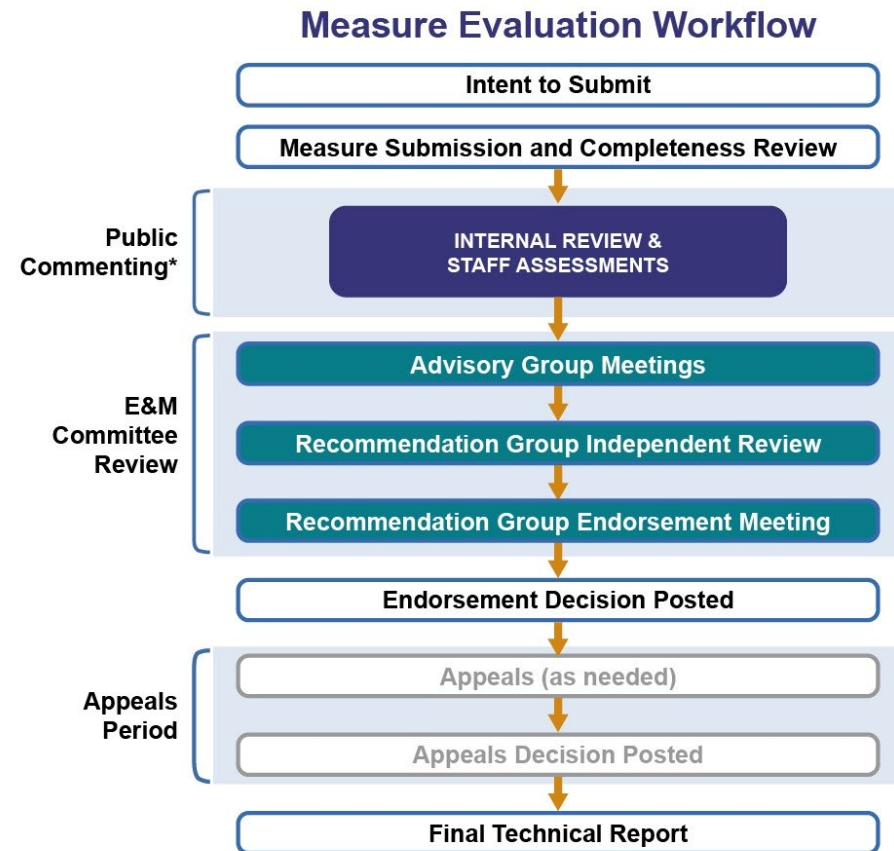 Measure Evaluation Workflow
Intent to Submit
Measure Submission and Completeness Review
Public
Commenting*
INTERNAL REVIEW &
STAFF ASSESSMENTS
E&M
Committee
Review
Advisory Group Meetings
Recommendation Group Independent Review
Recommendation Group Endorsement Meeting
Endorsement Decision Posted
Appeals
Period
Appeals (as needed)
Appeals Decision Posted
Final Technical Report